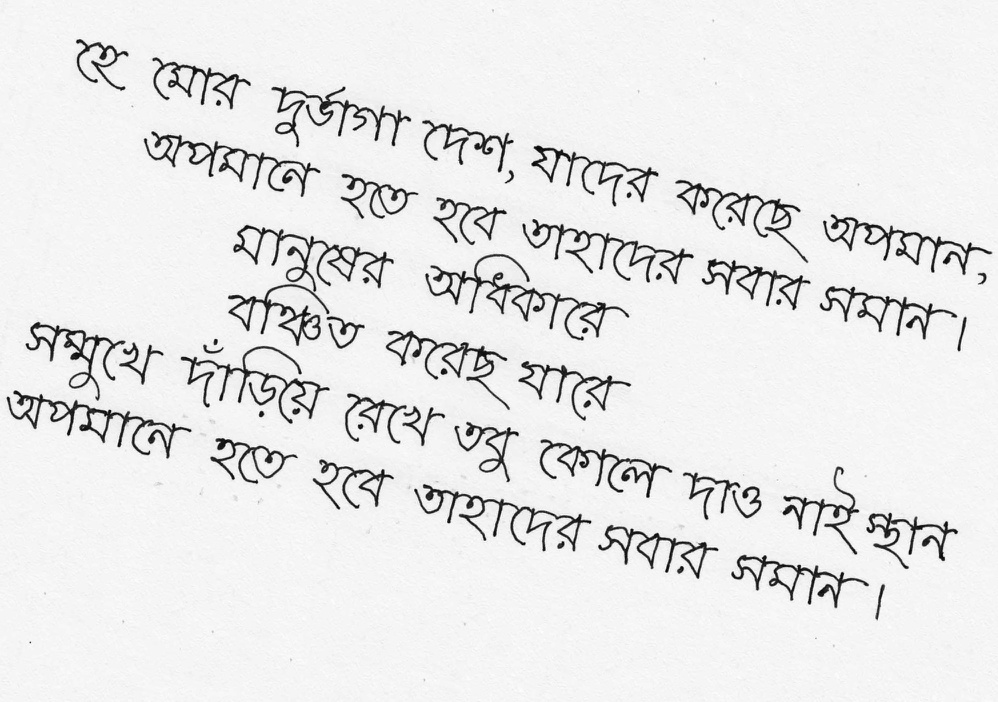 হে মোর দুর্ভাগা দেশ, যাদের করেছে অপমান,
অপমানে হতে হবে তাহাদের সবার সমান।
মানুষের অধিকারে
বঞ্চিত করেছ যারে
সম্মুখে দাঁড়িয়ে রেখে তবু কোলে দাও নাই স্থান
অপমানে হতে হবে তাহাদের সবার সমান।